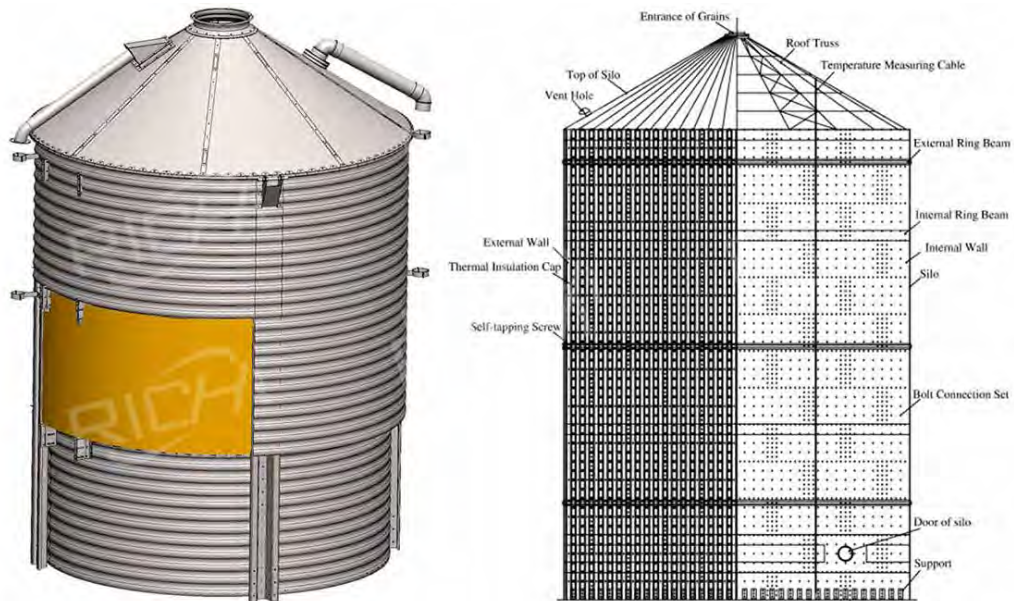 RICH
RICH
Entrance of Grains
Roof Truss
Temperature Measuring Cable
Top of Silo
Vent Hole
External Ring Beam
Internal Ring Beam
External Wall
Internal Wall
Thermal Insulation Cap
Silo
Self-tapping Screw
Bolt Connection Set
Door of silo
Support